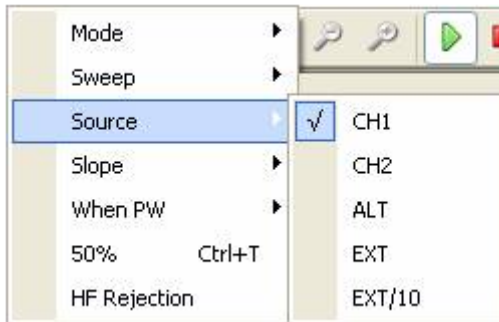 Mode
Sweep
Source
√ CH1
Slope
CH2
When PW
ALT
50% Ctrl+T
EXT
HF Rejection
EXT/10